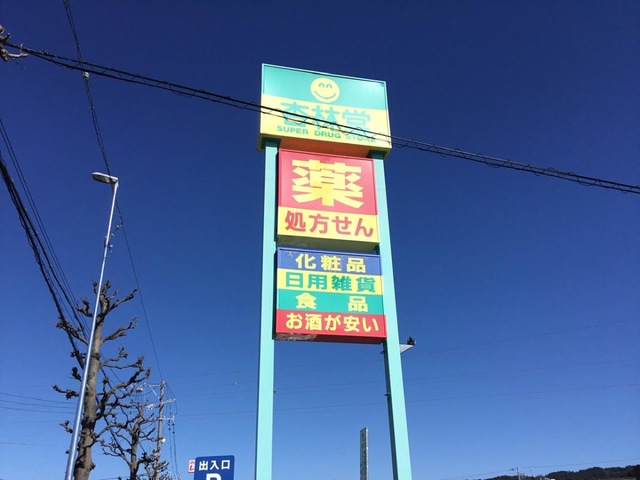 杏林堂
SUPER DRUG STORE
薬
処方せん
化粧品
日用雑貨
食品
お酒が安い
出入口
P